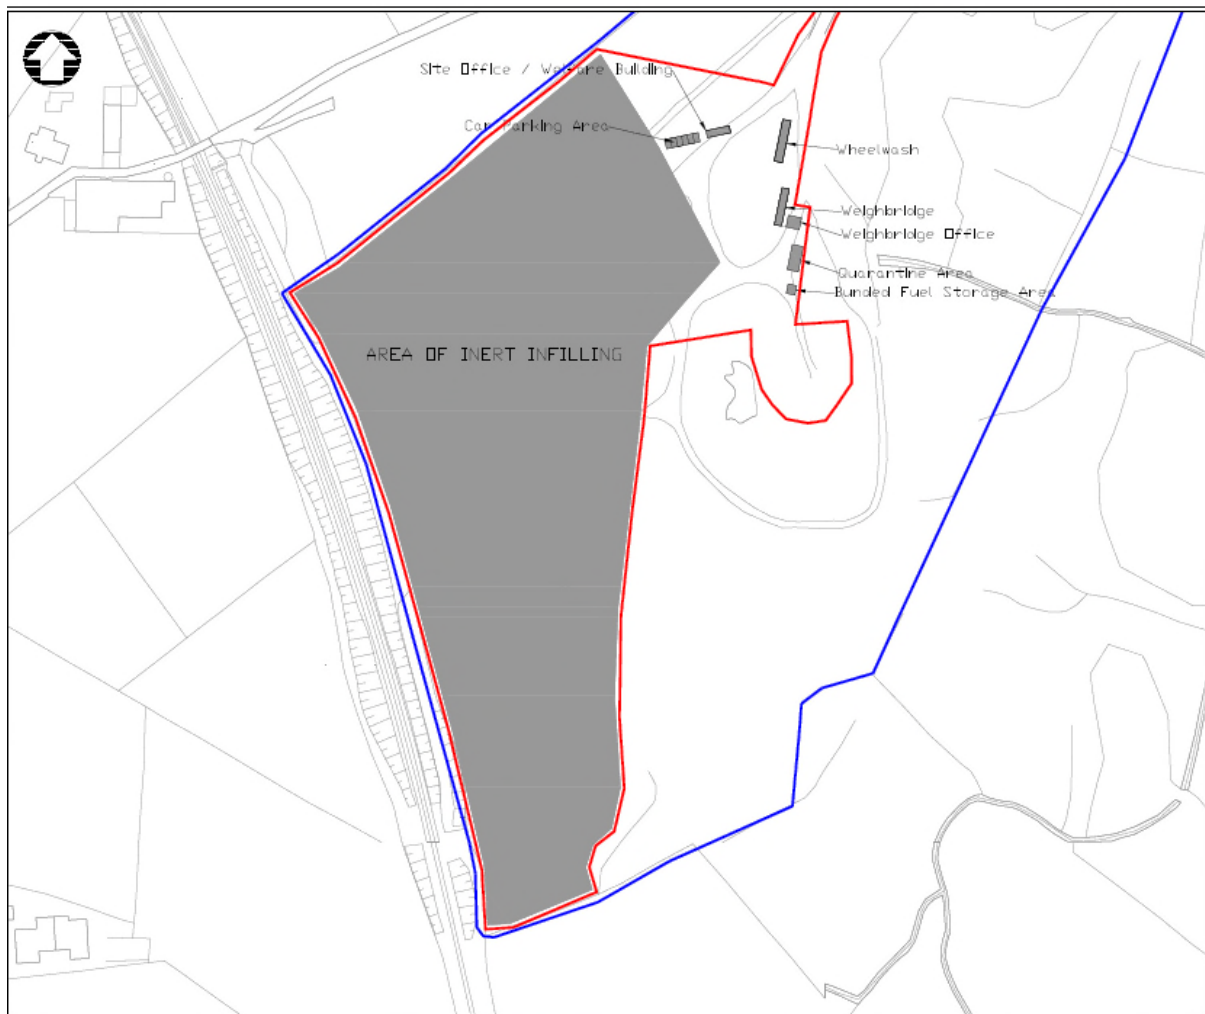 Site Office / Welfare Building
Car Parking Area
Wheelwash
Weighbridge
Weighbridge Office
Quarantine Area
Bunded Fuel Storage Area
AREA OF INERT INFILLING